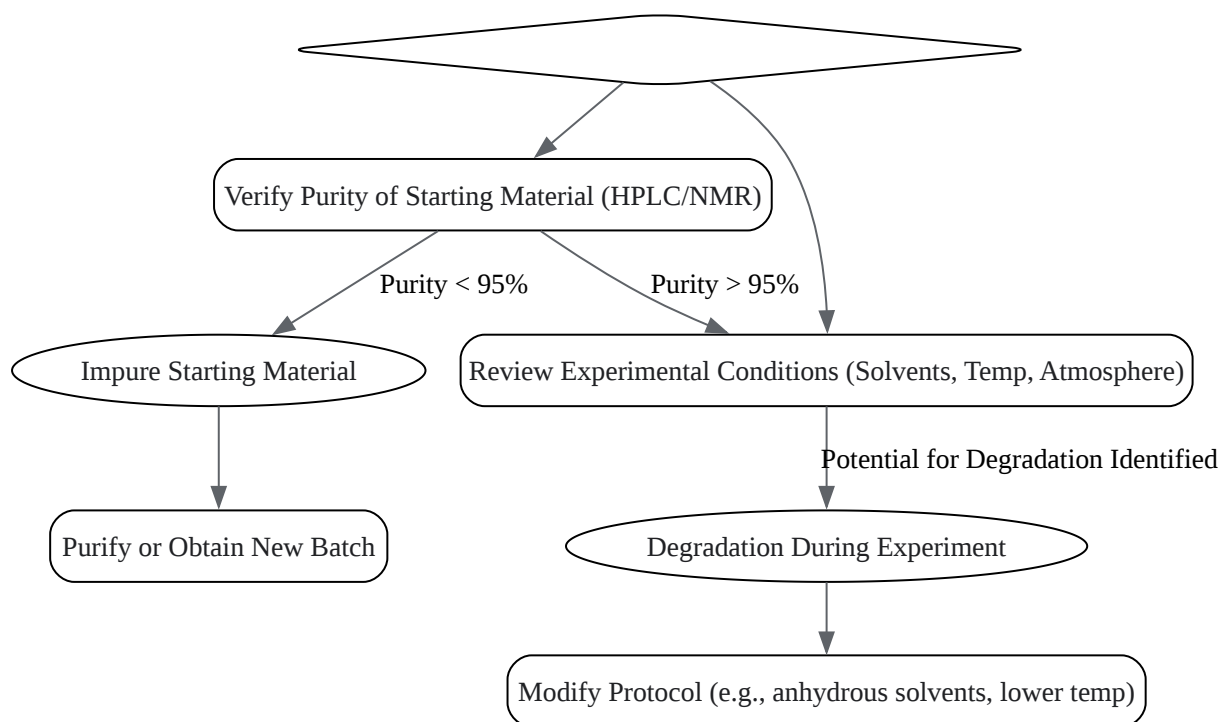 Verify Purity of Starting Material (HPLC/NMR)
Purity < 95%
Purity > 95%
Impure Starting Material
Review Experimental Conditions (Solvents, Temp, Atmosphere)
Potential for Degradation Identified
Purify or Obtain New Batch
Degradation During Experiment
Modify Protocol (e.g., anhydrous solvents, lower temp)